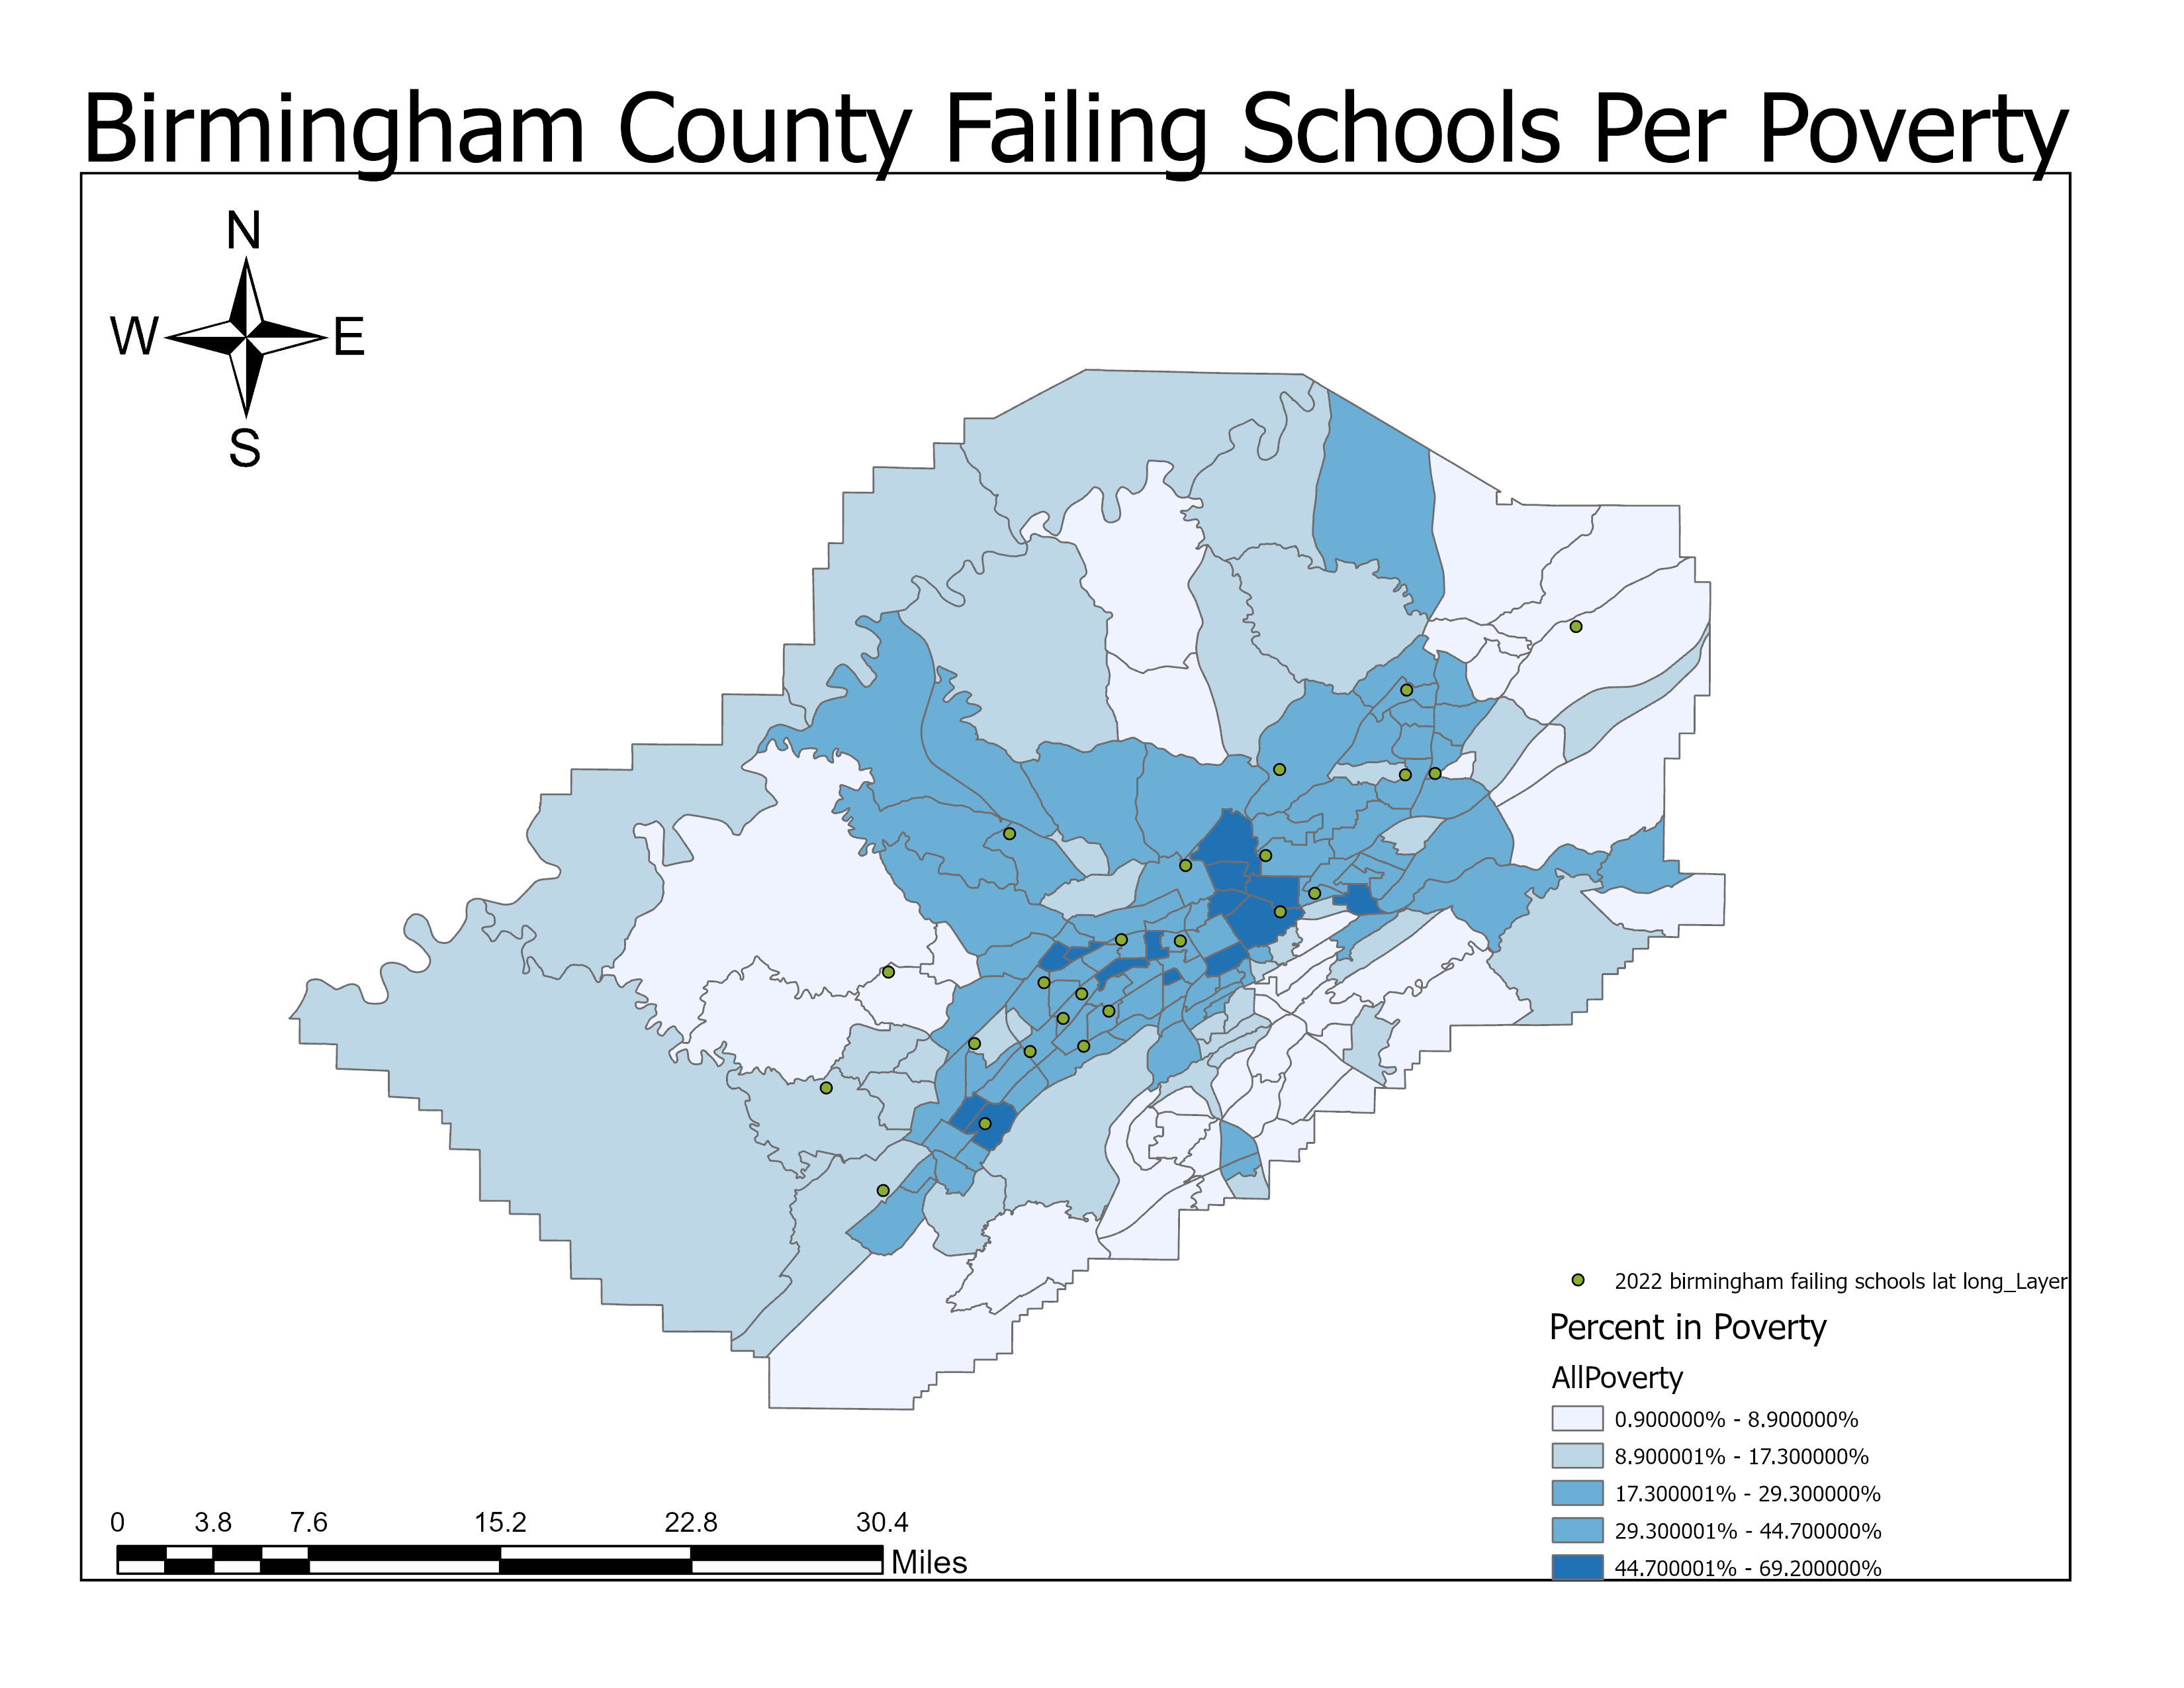 Birmingham County Failing Schools Per Poverty
N
W E
S
2022 birmingham failing schools lat long_Layer
Percent in Poverty
AllPoverty
0.900000% - 8.900000%
8.900001% - 17.300000%
17.300001% - 29.300000%
29.300001% - 44.700000%
44.700001% - 69.200000%
0 3.8 7.6 15.2 22.8 30.4
Miles